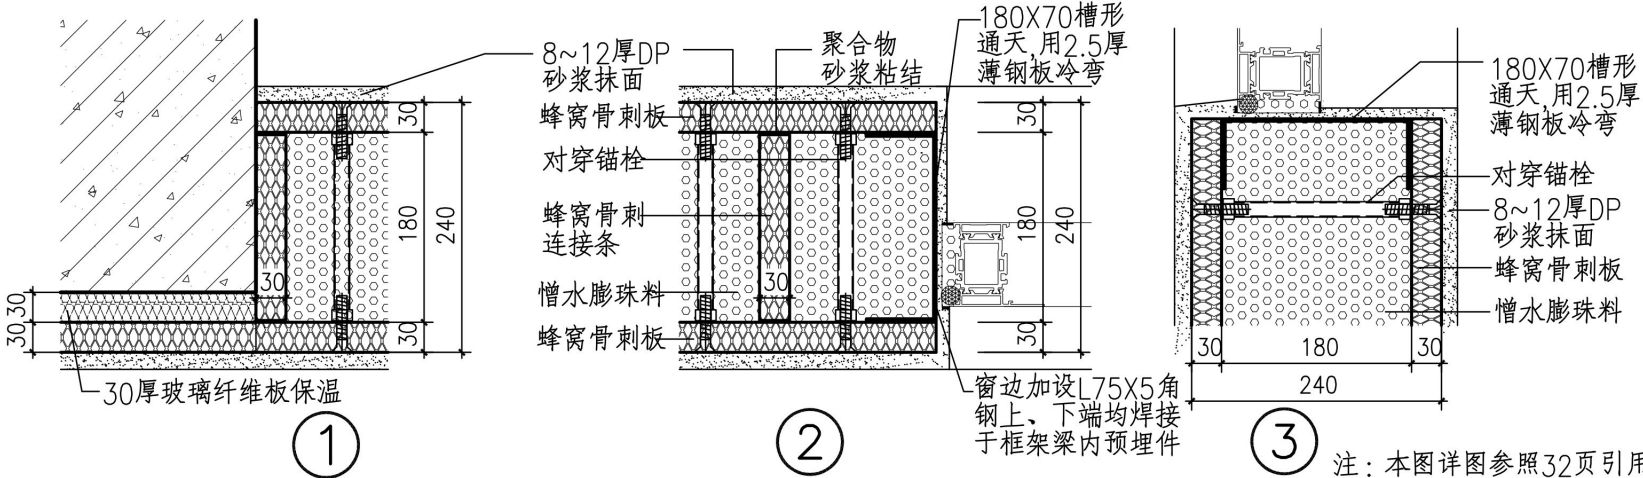 8~12厚DP
砂浆抹面
蜂窝骨刺板
对穿锚栓
蜂窝骨刺
连接条
憎水膨珠料
蜂窝骨刺板
30
180
30
240
30
30
30
30厚玻璃纤维板保温
1
聚合物
砂浆粘结
180X70槽形
通天,用2.5厚
薄钢板冷弯
30
30
180
30
240
窗边加设L75X5角
钢上、下端均焊接
于框架梁内预埋件
2
180X70槽形
通天,用2.5厚
薄钢板冷弯
对穿锚栓
8~12厚DP
砂浆抹面
蜂窝骨刺板
憎水膨珠料
30
180
30
240
3
注：本图详图参照32页引用